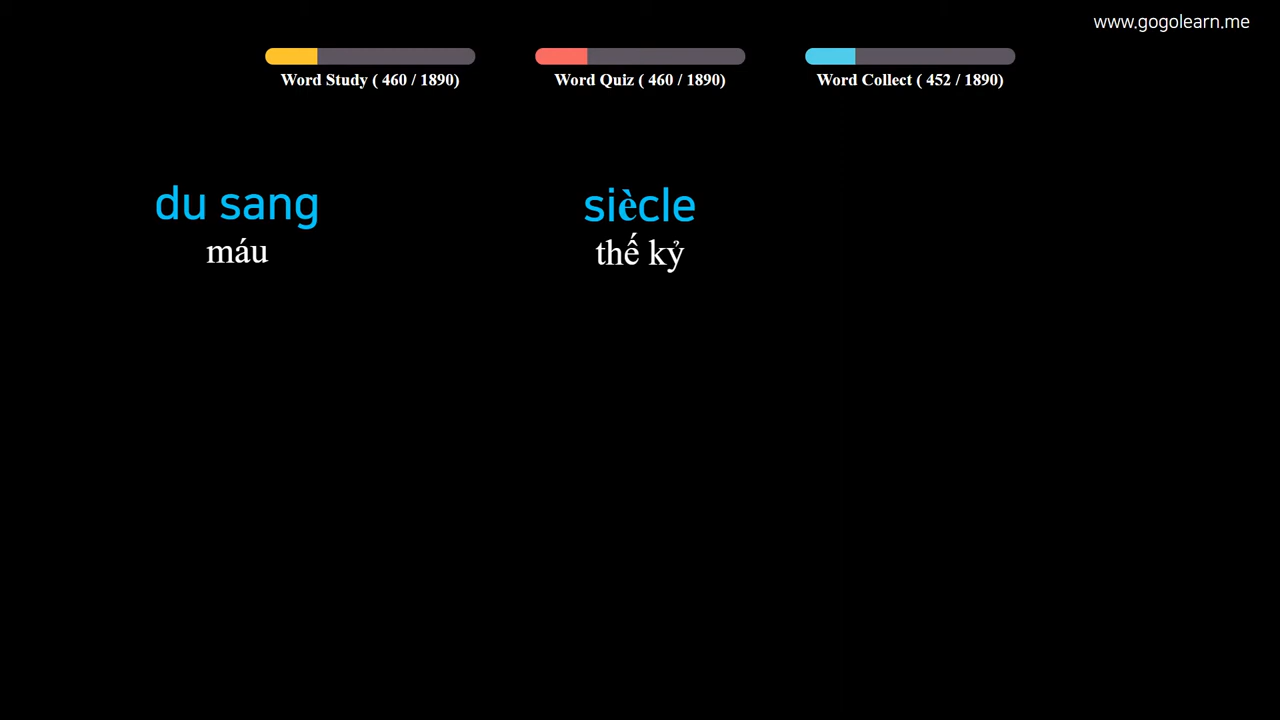 www.gogolearn.me
Word Study ( 460 / 1890)
Word Quiz ( 460 / 1890)
Word Collect ( 452 / 1890)
du sang
máu
siècle
thế kỷ